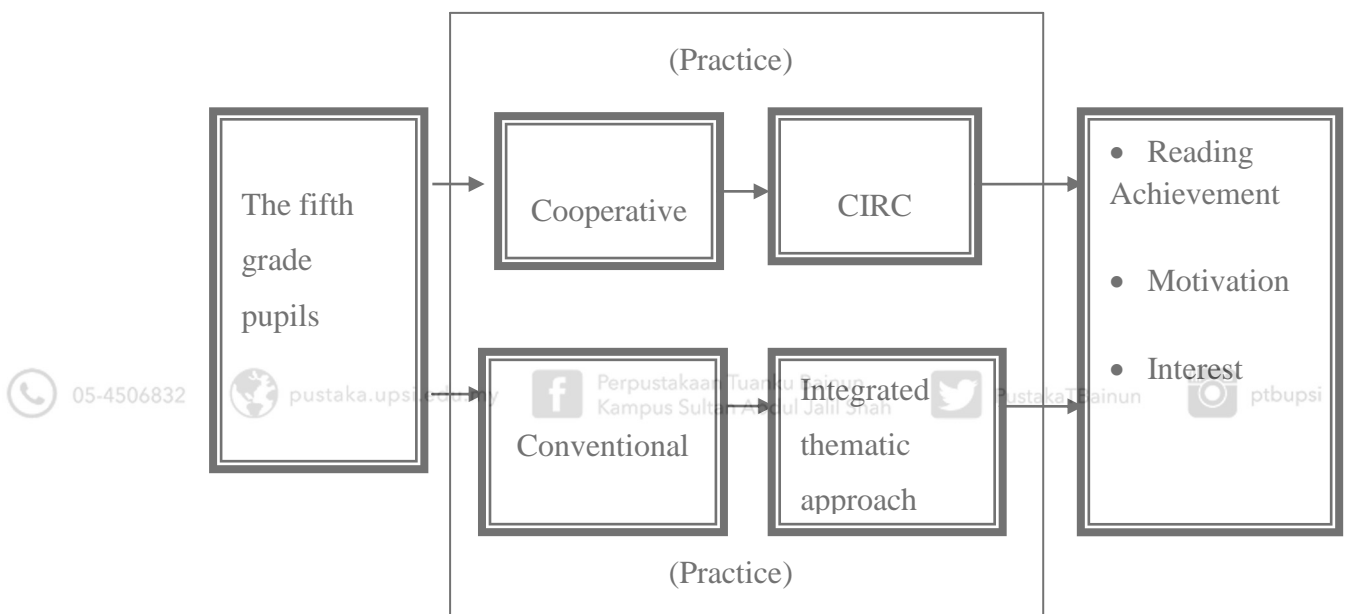 (Practice)
The fifth
grade
pupils
Cooperative
CIRC
• Reading
Achievement
• Motivation
• Interest
Conventional
Integrated
thematic
approach
(Practice)
05-4506832
pustaka.upsi.edu.my
Perpustakaan Tuanku Bainun
Kampus Sultan Abdul Jalil Shah
PustakaTBainun
ptbupsi